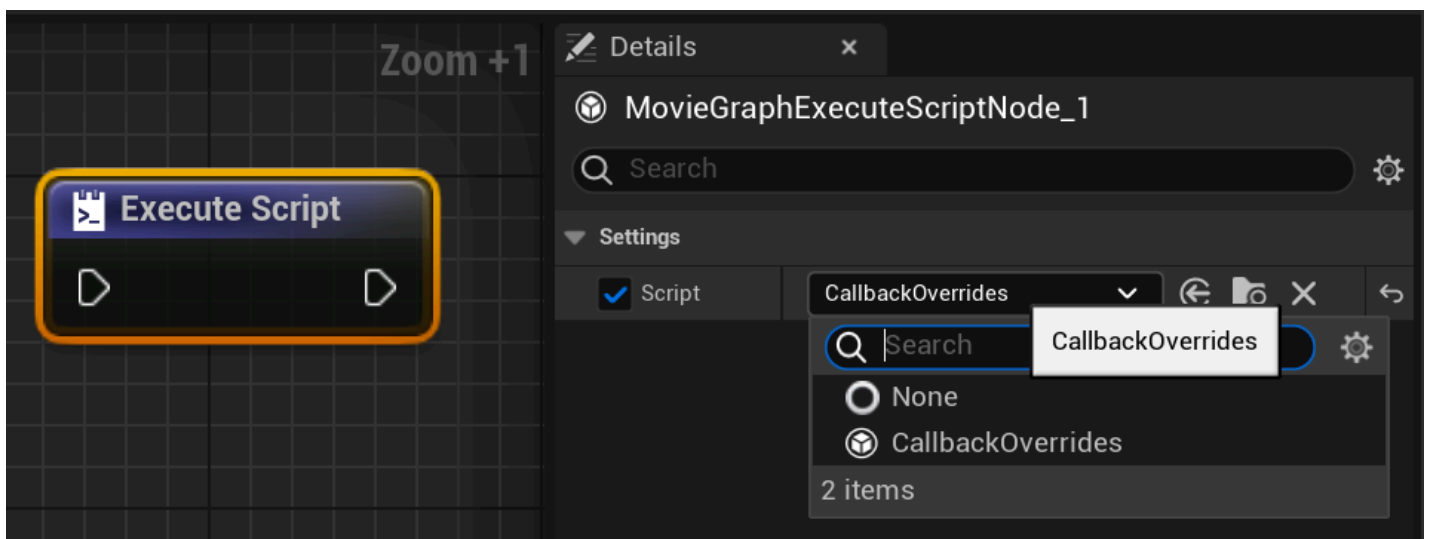 Zoom +1
Details
MovieGraphExecuteScriptNode_1
Search
Execute Script
Settings
Script
CallbackOverrides
Search
CallbackOverrides
None
CallbackOverrides
2 items